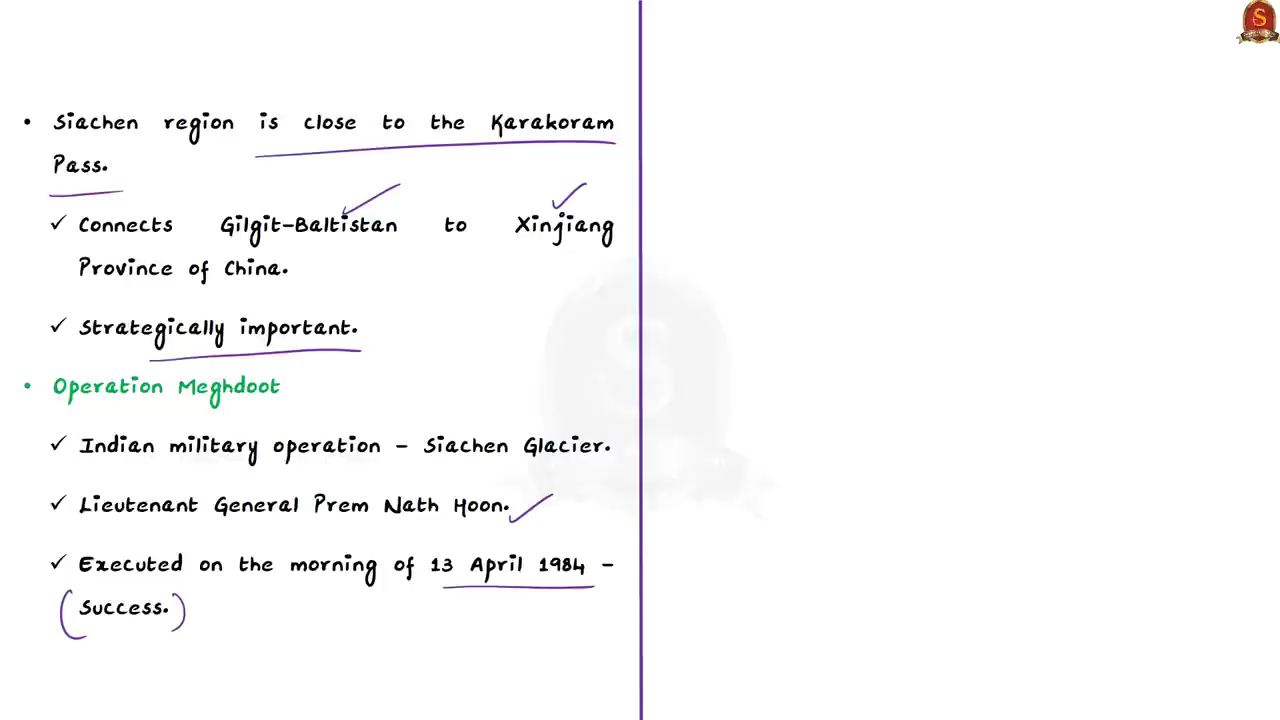 • Siachen region is close to the Karakoram
Pass.
✓ Connects Gilgit-Baltistan to Xinjiang
Province of China.
✓ Strategically important.
• Operation Meghdoot
✓ Indian military operation – Siachen Glacier.
✓ Lieutenant General Prem Nath Hoon.
✓ Executed on the morning of 13 April 1984 –
Success.
S
S